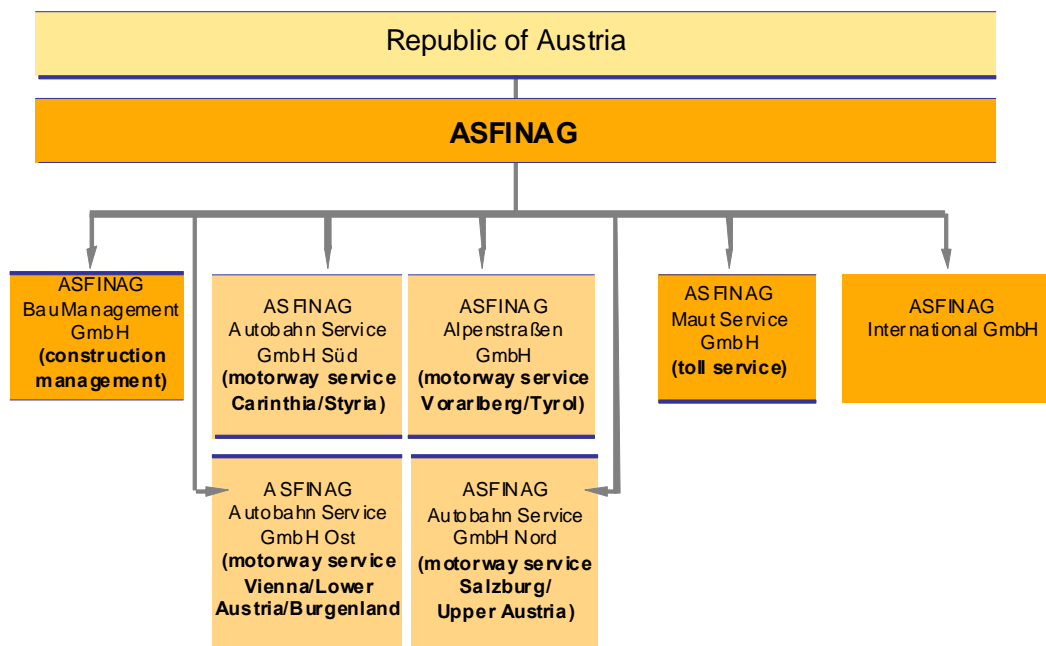 Republic of Austria
ASFINAG
ASFINAG
BauManagement
GmbH
(construction
management)
ASFINAG
Autobahn Service
GmbH Süd
(motorway service
Carinthia/Styria)
ASFINAG
Alpenstraßen
GmbH
(motorway service
Vorarlberg/Tyrol)
ASFINAG
Maut Service
GmbH
(toll service)
ASFINAG
International GmbH
ASFINAG
Autobahn Service
GmbH Ost
(motorway service
Vienna/Lower
Austria/Burgenland
ASFINAG
Autobahn Service
GmbH Nord
(motorway service
Salzburg/
Upper Austria)